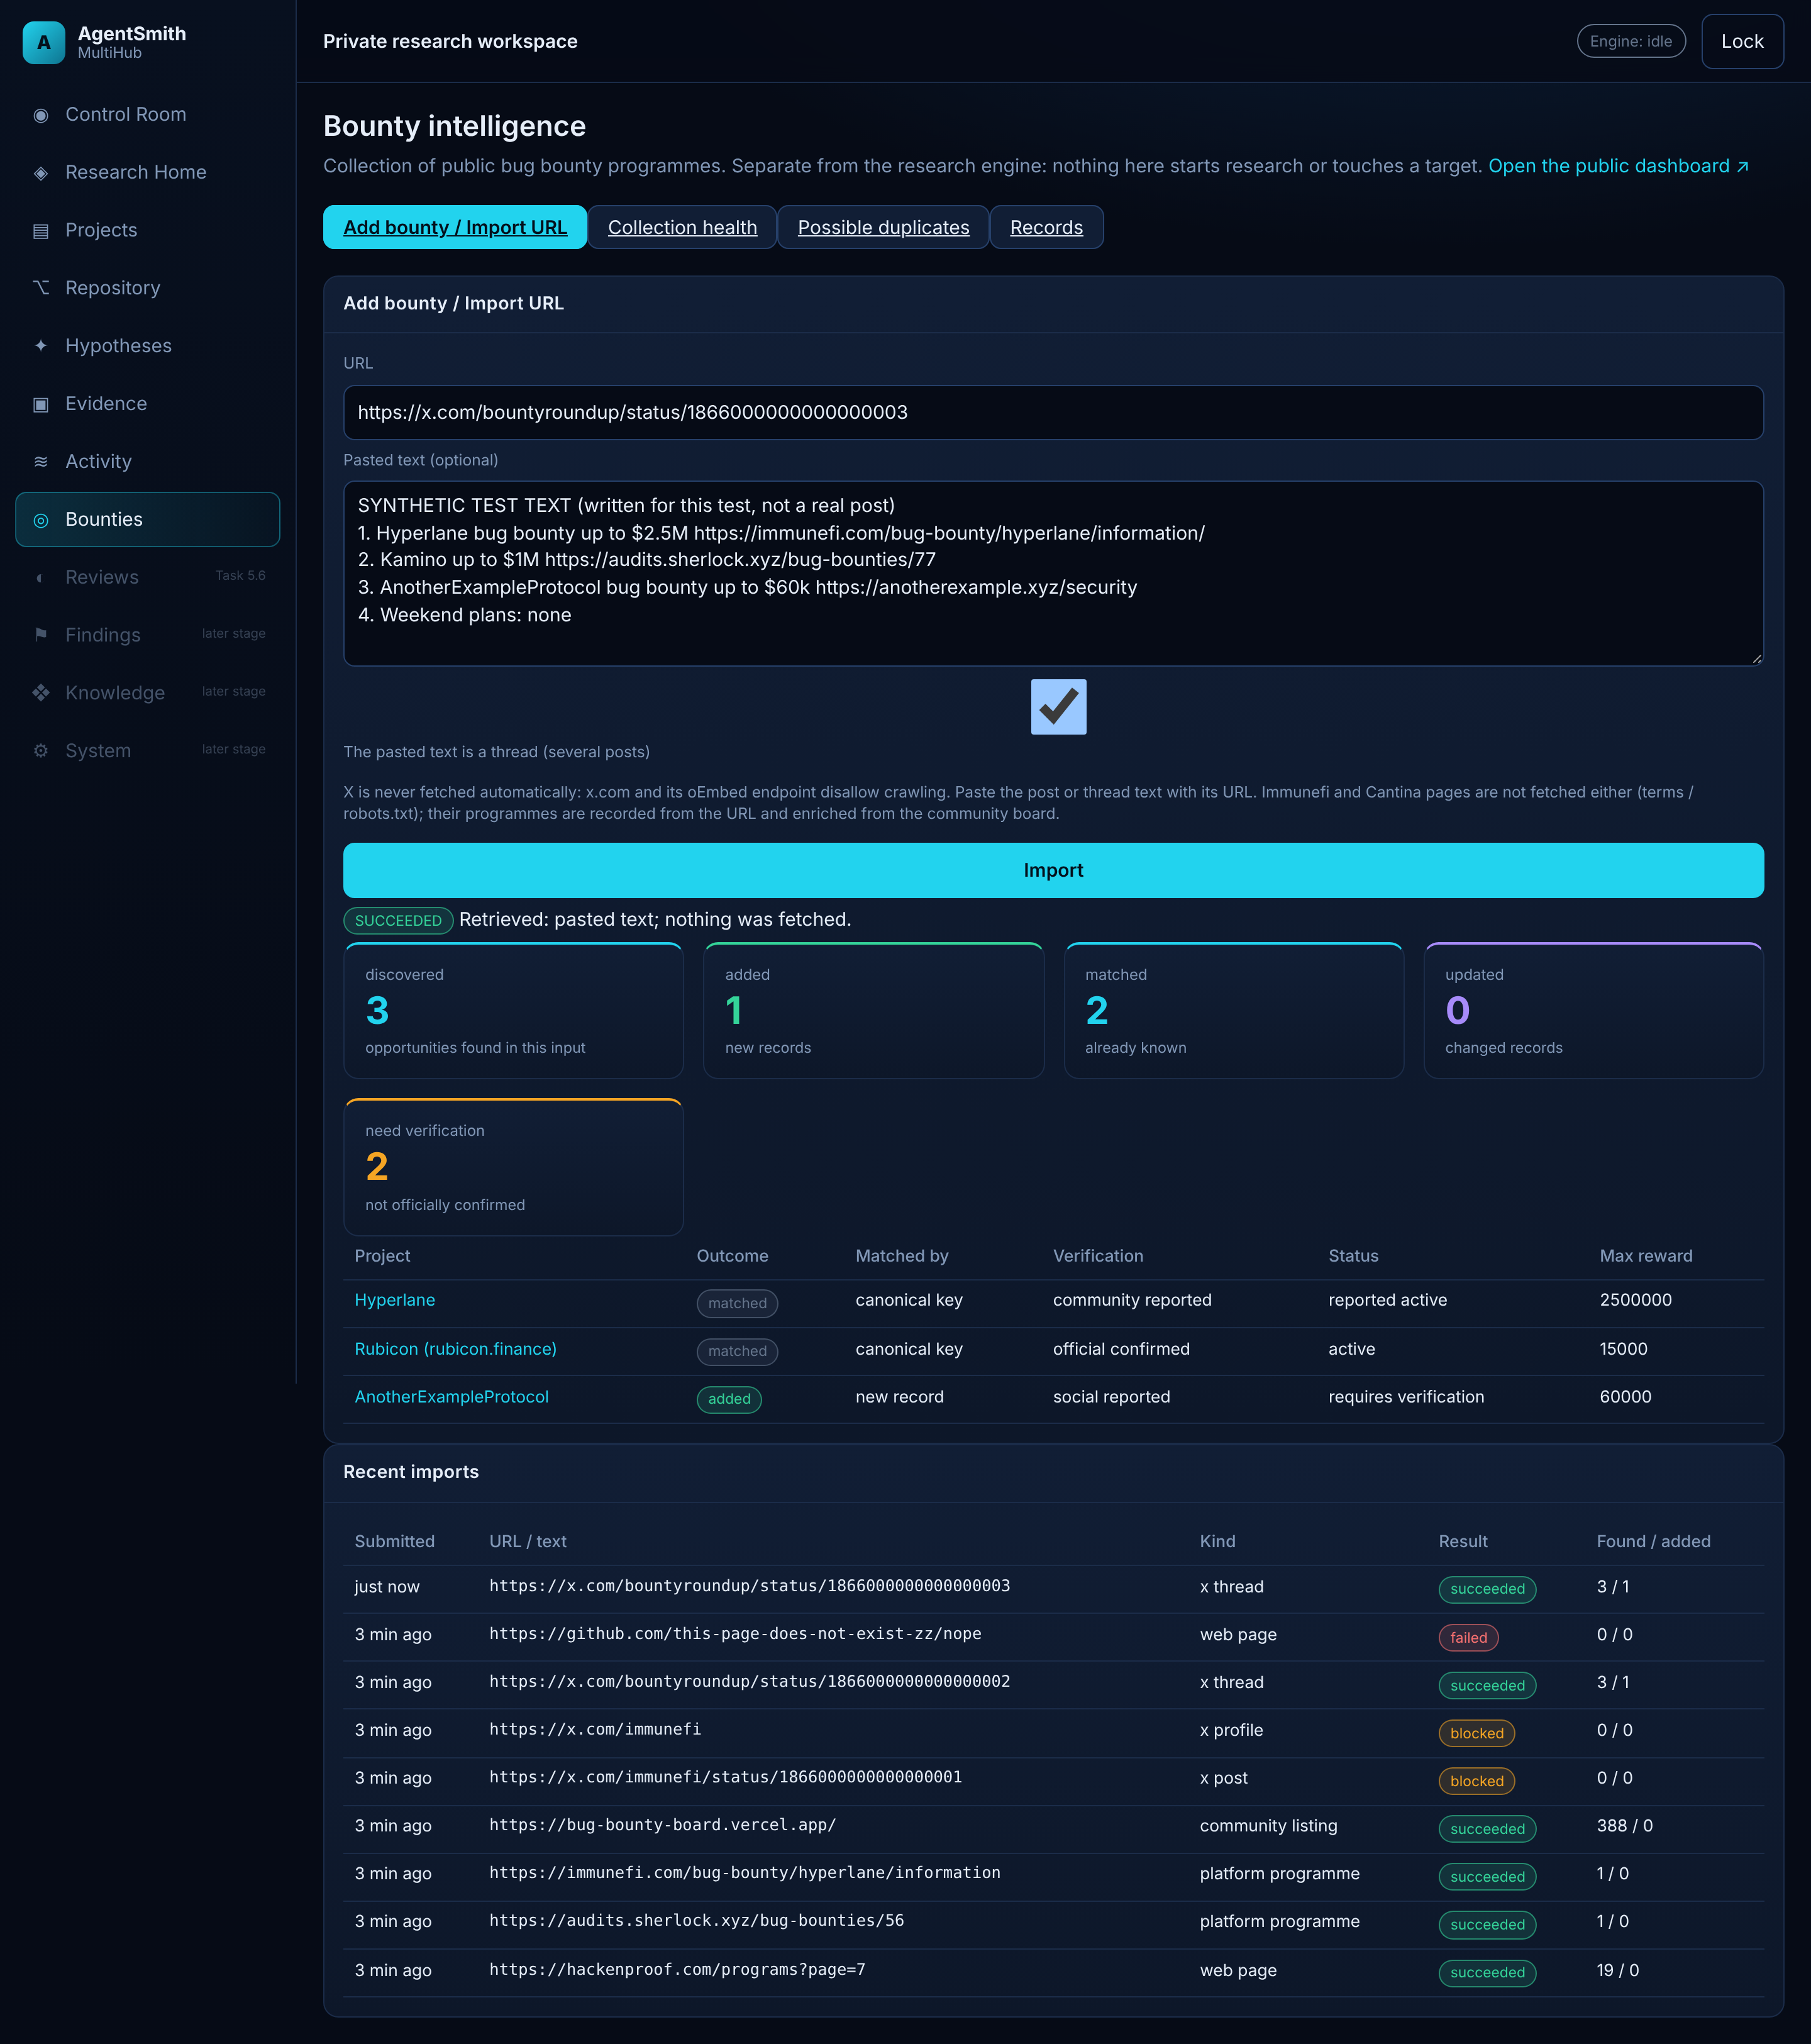 A
AgentSmith
MultiHub
Private research workspace
Engine: idle
Lock
Control Room
Research Home
Projects
Repository
Hypotheses
Evidence
Activity
Bounties
Reviews Task 5.6
Findings later stage
Knowledge later stage
System later stage
Bounty intelligence
Collection of public bug bounty programmes. Separate from the research engine: nothing here starts research or touches a target. Open the public dashboard ↗
Add bounty / Import URL
Collection health
Possible duplicates
Records
Add bounty / Import URL
URL
https://x.com/bountyroundup/status/1866000000000000003
Pasted text (optional)
SYNTHETIC TEST TEXT (written for this test, not a real post)
1. Hyperlane bug bounty up to $2.5M https://immunefi.com/bug-bounty/hyperlane/information/
2. Kamino up to $1M https://audits.sherlock.xyz/bug-bounties/77
3. AnotherExampleProtocol bug bounty up to $60k https://anotherexample.xyz/security
4. Weekend plans: none
The pasted text is a thread (several posts)
X is never fetched automatically: x.com and its oEmbed endpoint disallow crawling. Paste the post or thread text with its URL. Immunefi and Cantina pages are not fetched either (terms /
robots.txt); their programmes are recorded from the URL and enriched from the community board.
Import
SUCCEEDED Retrieved: pasted text; nothing was fetched.
discovered
3
opportunities found in this input
added
1
new records
matched
2
already known
updated
0
changed records
need verification
2
not officially confirmed
Project Outcome Matched by Verification Status Max reward
Hyperlane matched canonical key community reported reported active 2500000
Rubicon (rubicon.finance) matched canonical key official confirmed active 15000
AnotherExampleProtocol added new record social reported requires verification 60000
Recent imports
Submitted URL / text Kind Result Found / added
just now https://x.com/bountyroundup/status/1866000000000000003 x thread succeeded 3 / 1
3 min ago https://github.com/this-page-does-not-exist-zz/nope web page failed 0 / 0
3 min ago https://x.com/bountyroundup/status/1866000000000000002 x thread succeeded 3 / 1
3 min ago https://x.com/immunefi x profile blocked 0 / 0
3 min ago https://x.com/immunefi/status/1866000000000000001 x post blocked 0 / 0
3 min ago https://bug-bounty-board.vercel.app/ community listing succeeded 388 / 0
3 min ago https://immunefi.com/bug-bounty/hyperlane/information platform programme succeeded 1 / 0
3 min ago https://audits.sherlock.xyz/bug-bounties/56 platform programme succeeded 1 / 0
3 min ago https://hackenproof.com/programs?page=7 web page succeeded 19 / 0